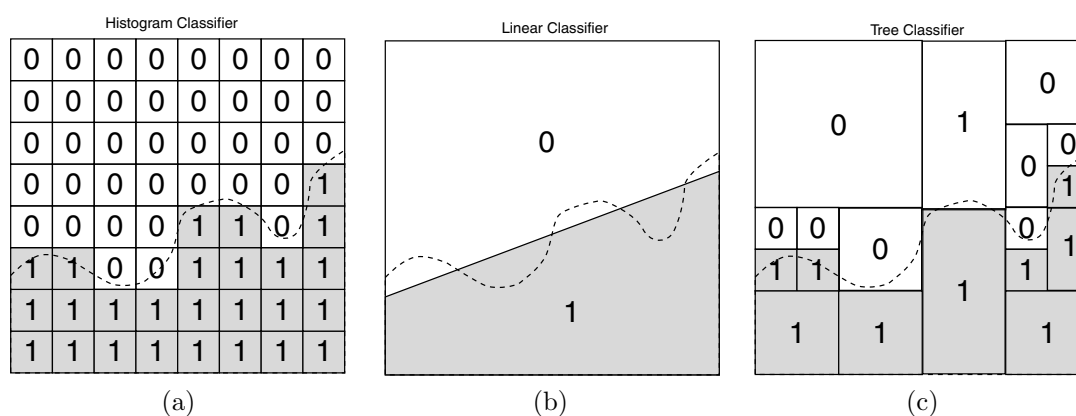 Histogram Classifier
0 0 0 0 0 0 0 0
0 0 0 0 0 0 0 0
0 0 0 0 0 0 0 0
0 0 0 0 0 0 0 1
0 0 0 0 1 1 0 1
1 1 0 0 1 1 1 1
1 1 1 1 1 1 1 1
1 1 1 1 1 1 1 1
(a)
Linear Classifier
0
1
(b)
Tree Classifier
0
0 1
0
0
1
0 0 0
0 1
1 1 1
1
1 1 1
(c)